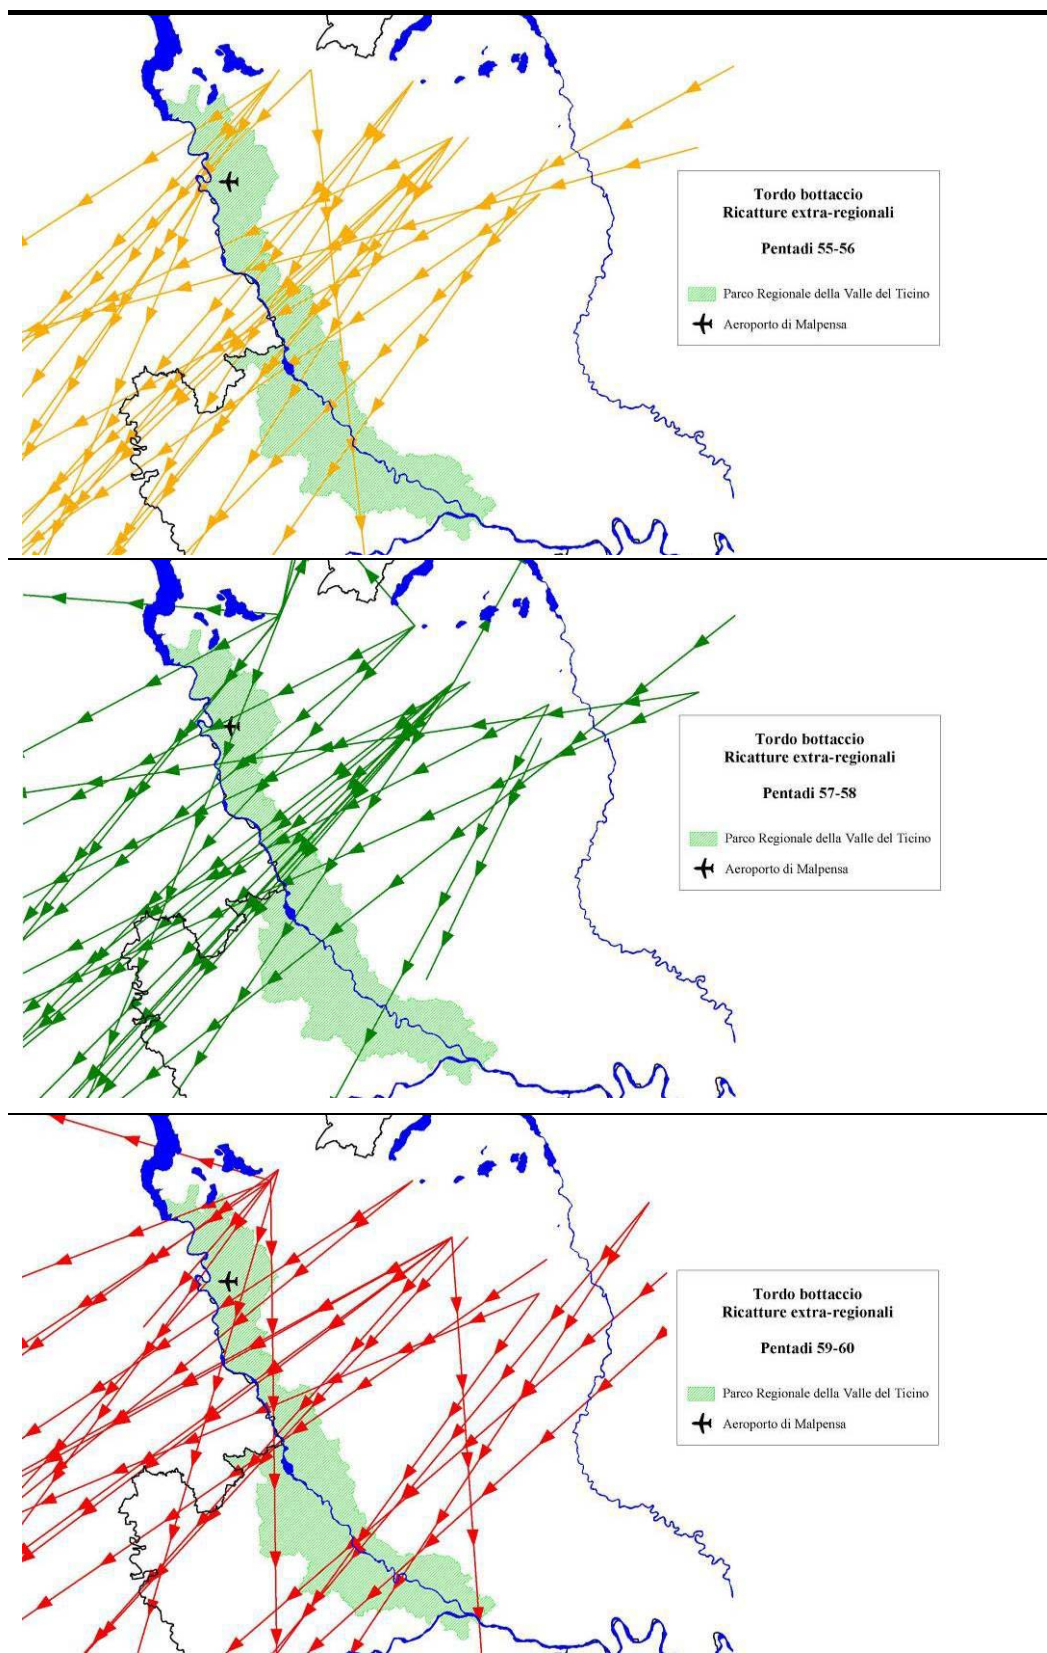 Tordo bottaccio
Ricatture extra-regionali
Pentadi 55-56
Parco Regionale della Valle del Ticino
Aeroporto di Malpensa
Tordo bottaccio
Ricatture extra-regionali
Pentadi 57-58
Parco Regionale della Valle del Ticino
Aeroporto di Malpensa
Tordo bottaccio
Ricatture extra-regionali
Pentadi 59-60
Parco Regionale della Valle del Ticino
Aeroporto di Malpensa